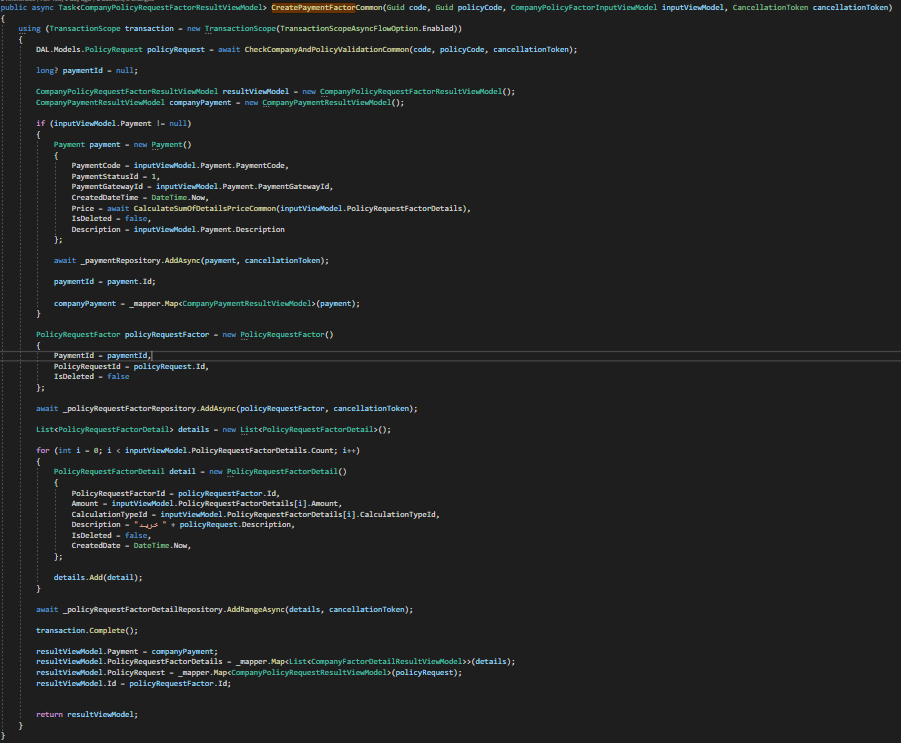 public async Task<CompanyPolicyRequestFactorResultViewModel> CreatePaymentFactorCommon(Guid code, Guid policyCode, CompanyPolicyFactorInputViewModel inputViewModel, CancellationToken cancellationToken)
{
using (TransactionScope transaction = new TransactionScope(TransactionScopeAsyncFlowOption.Enabled))
{
DAL.Models.PolicyRequest policyRequest = await CheckCompanyAndPolicyValidationCommon(code, policyCode, cancellationToken);
long? paymentId = null;
CompanyPolicyRequestFactorResultViewModel resultViewModel = new CompanyPolicyRequestFactorResultViewModel();
CompanyPaymentResultViewModel companyPayment = new CompanyPaymentResultViewModel();
if (inputViewModel.Payment != null)
{
Payment payment = new Payment()
{
PaymentCode = inputViewModel.Payment.PaymentCode,
PaymentStatusId = 1,
PaymentGatewayId = inputViewModel.Payment.PaymentGatewayId,
CreatedDateTime = DateTime.Now,
Price = await CalculateSumOfDetailsPriceCommon(inputViewModel.PolicyRequestFactorDetails),
IsDeleted = false,
Description = inputViewModel.Payment.Description
};
await _paymentRepository.AddAsync(payment, cancellationToken);
paymentId = payment.Id;
companyPayment = _mapper.Map<CompanyPaymentResultViewModel>(payment);
}
PolicyRequestFactor policyRequestFactor = new PolicyRequestFactor()
{
PaymentId = paymentId,
PolicyRequestId = policyRequest.Id,
IsDeleted = false
};
await _policyRequestFactorRepository.AddAsync(policyRequestFactor, cancellationToken);
List<PolicyRequestFactorDetail> details = new List<PolicyRequestFactorDetail>();
for (int i = 0; i < inputViewModel.PolicyRequestFactorDetails.Count; i++)
{
PolicyRequestFactorDetail detail = new PolicyRequestFactorDetail()
{
PolicyRequestFactorId = policyRequestFactor.Id,
Amount = inputViewModel.PolicyRequestFactorDetails[i].Amount,
CalculationTypeId = inputViewModel.PolicyRequestFactorDetails[i].CalculationTypeId,
Description = "خرید " + policyRequest.Description,
IsDeleted = false,
CreatedDate = DateTime.Now,
};
details.Add(detail);
}
await _policyRequestFactorDetailRepository.AddRangeAsync(details, cancellationToken);
transaction.Complete();
resultViewModel.Payment = companyPayment;
resultViewModel.PolicyRequestFactorDetails = _mapper.Map<List<CompanyFactorDetailResultViewModel>>(details);
resultViewModel.PolicyRequest = _mapper.Map<CompanyPolicyRequestResultViewModel>(policyRequest);
resultViewModel.Id = policyRequestFactor.Id;
return resultViewModel;
}
}